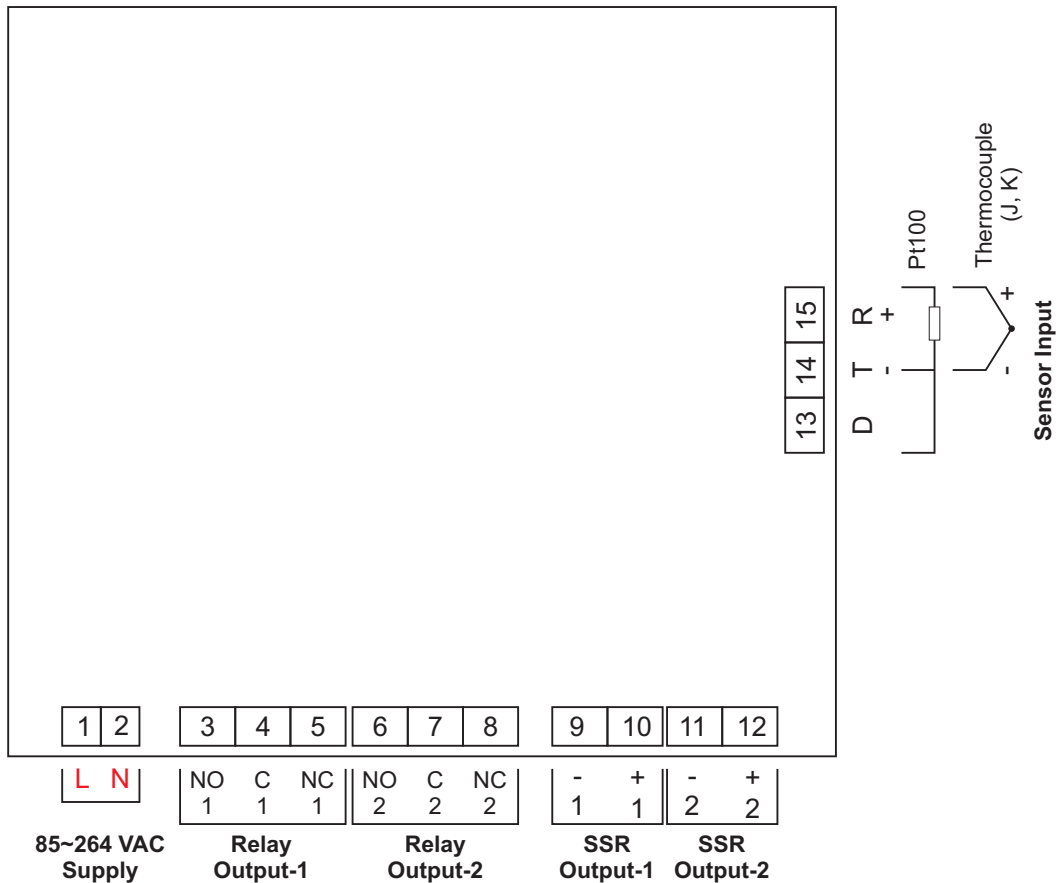 Pt100
Thermocouple
(J, K)
15 R + +
14 T - -
13 D
Sensor Input
1 2 3 4 5 6 7 8 9 10 11 12
L N NO C NC NO C NC - + - +
1 1 1 2 2 2 1 1 2 2
85~264 VAC Relay Relay SSR SSR
Supply Output-1 Output-2 Output-1 Output-2